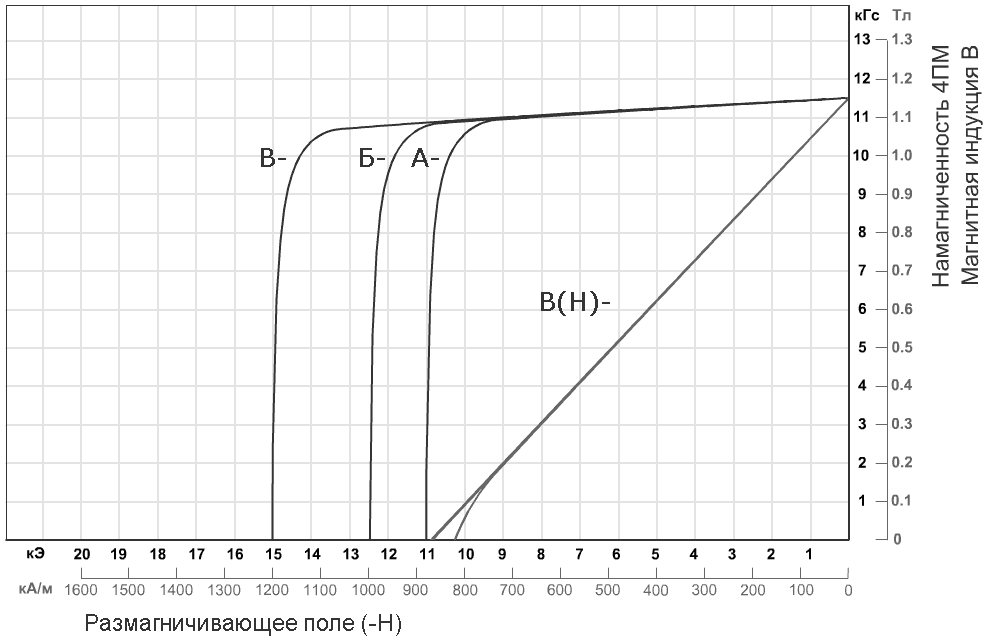 кГс Тл
13 1.3
12 1.2
11 1.1
10 1.0
9 0.9
8 0.8
7 0.7
6 0.6
5 0.5
4 0.4
3 0.3
2 0.2
1 0.1
0
В- Б- А-
В(Н)-
Намагниченность 4ПМ
Магнитная индукция В
кЭ 20 19 18 17 16 15 14 13 12 11 10 9 8 7 6 5 4 3 2 1
кА/м 1600 1500 1400 1300 1200 1100 1000 900 800 700 600 500 400 300 200 100 0
Размагничивающее поле (-Н)